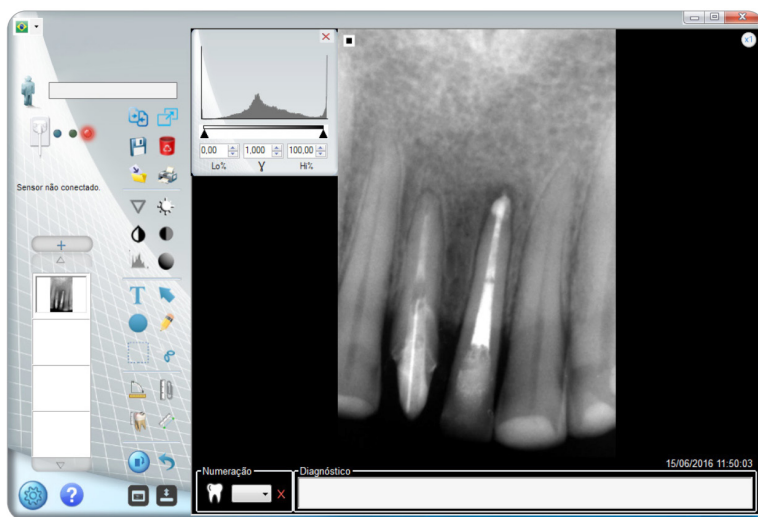 x1
0,00
1,000
100,00
Lo%
γ
Hi%
Sensor não conectado.
+
T
15/06/2016 11:50:03
Numeração
Diagnóstico
X
?